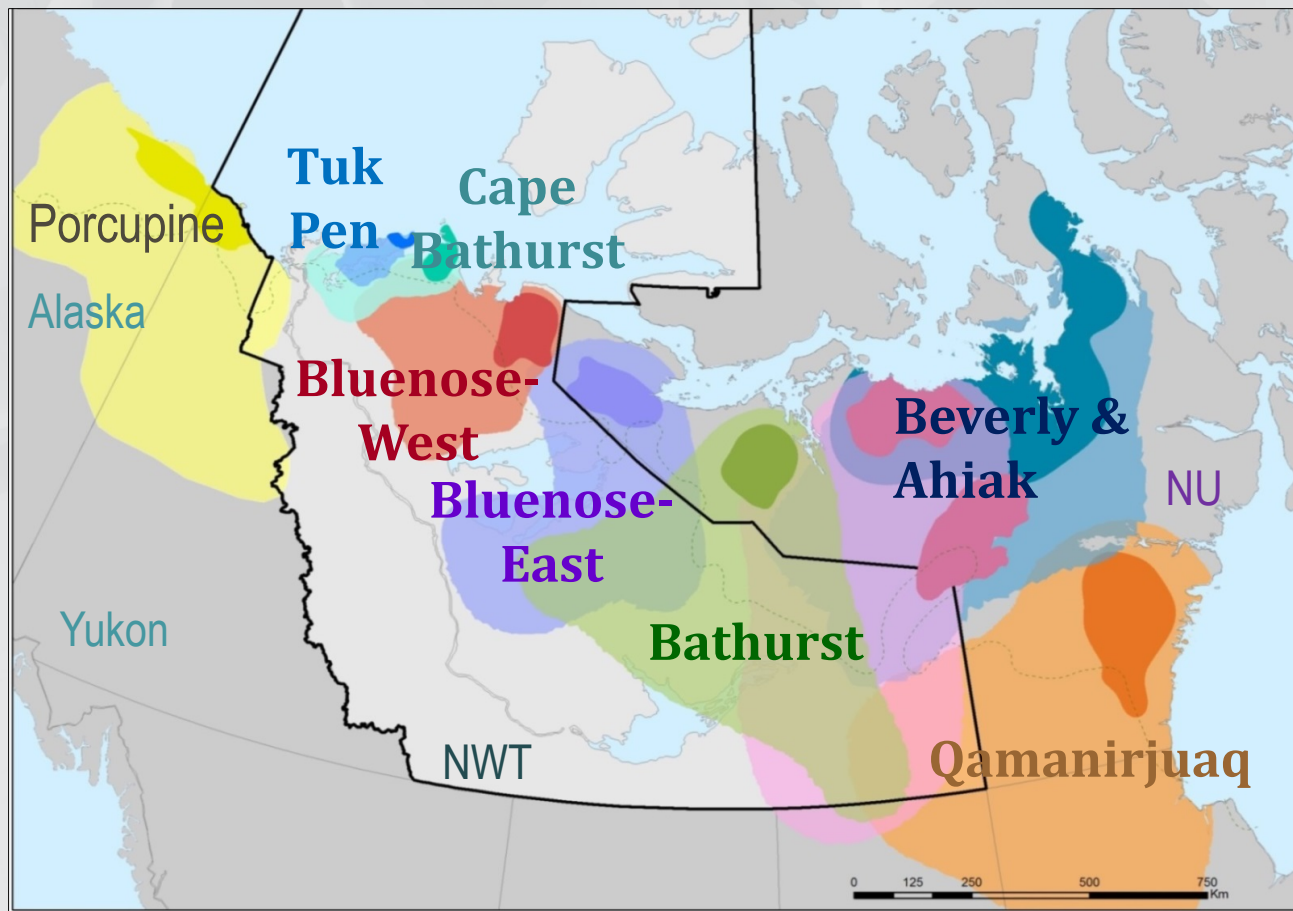 Tuk
Pen
Cape
Bathurst
Porcupine
Alaska
Bluenose-
West
Beverly &
Ahiak
NU
Bluenose-
East
Yukon
Bathurst
NWT
Qamanirjuaq
0 125 250 500 750
Km